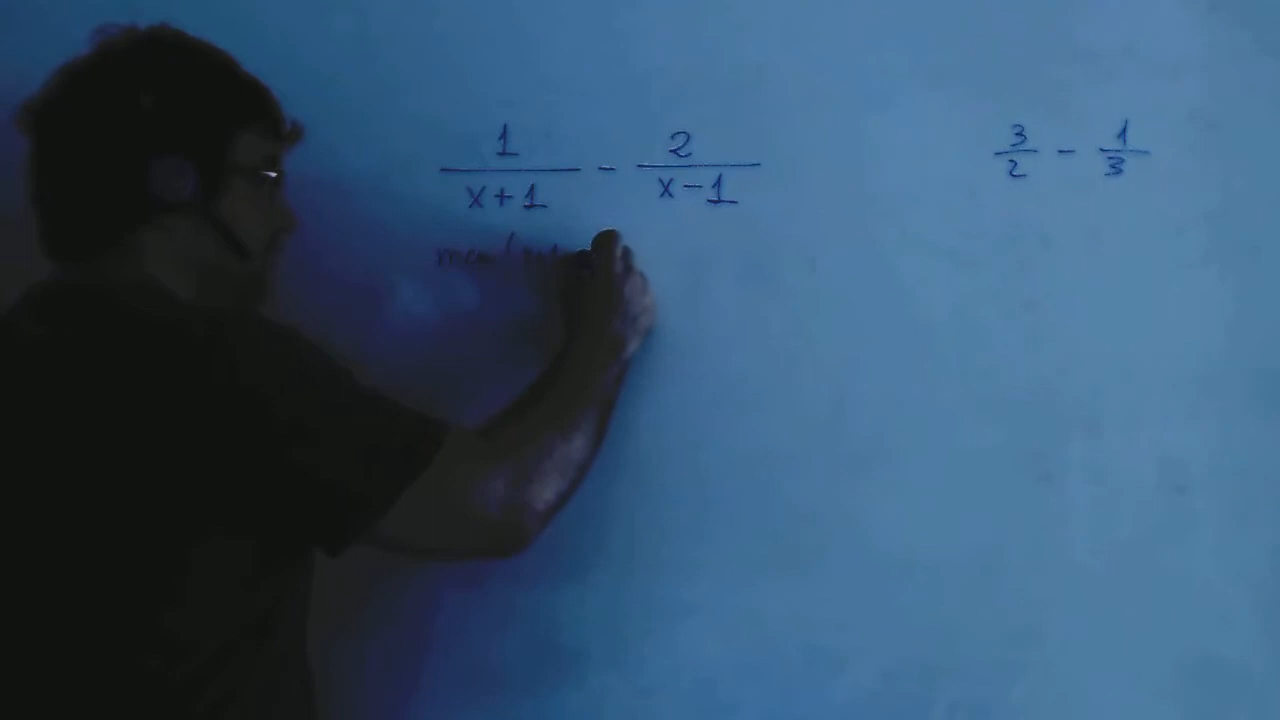 1/(x+1) - 2/(x-1)
3/2 - 1/3